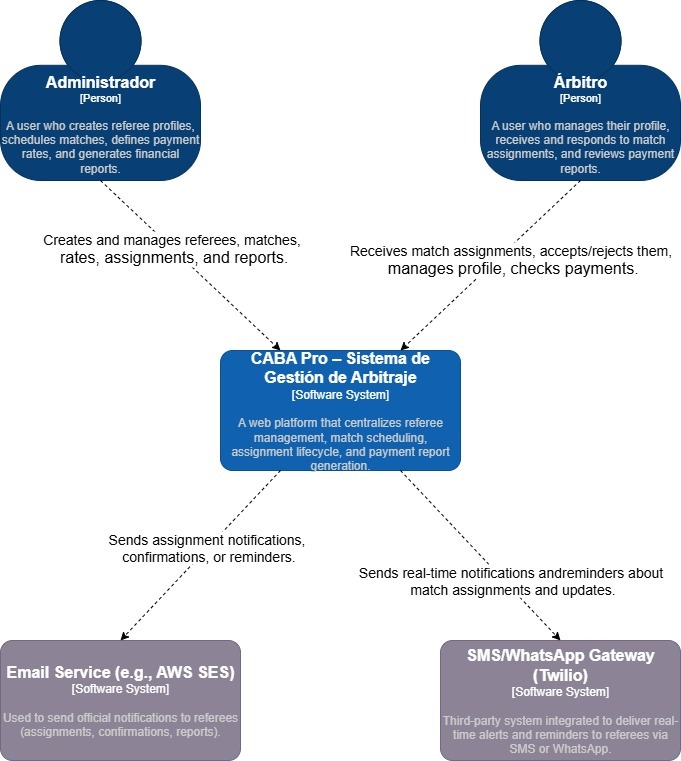 Administrador
[Person]
A user who creates referee profiles,
schedules matches, defines payment
rates, and generates financial
reports.
Árbitro
[Person]
A user who manages their profile,
receives and responds to match
assignments, and reviews payment
reports.
Creates and manages referees, matches,
rates, assignments, and reports.
Receives match assignments, accepts/rejects them,
manages profile, checks payments.
CABA Pro – Sistema de
Gestión de Arbitraje
[Software System]
A web platform that centralizes referee
management, match scheduling,
assignment lifecycle, and payment report
generation.
Sends assignment notifications,
confirmations, or reminders.
Sends real-time notifications andreminders about
match assignments and updates.
Email Service (e.g., AWS SES)
[Software System]
Used to send official notifications to referees
(assignments, confirmations, reports).
SMS/WhatsApp Gateway
(Twilio)
[Software System]
Third-party system integrated to deliver real-
time alerts and reminders to referees via
SMS or WhatsApp.